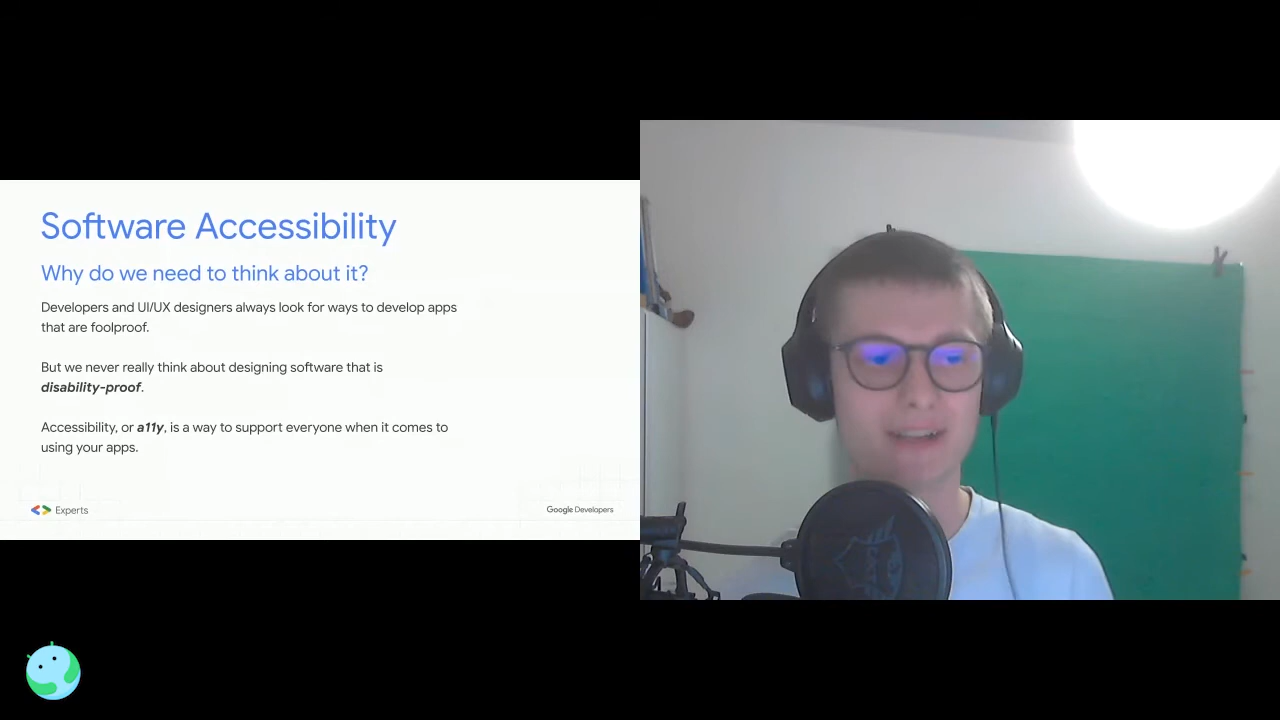 Software Accessibility
Why do we need to think about it?
Developers and UI/UX designers always look for ways to develop apps
that are foolproof.
But we never really think about designing software that is
disability-proof.
Accessibility, or a11y, is a way to support everyone when it comes to
using your apps.
Experts
Google Developers